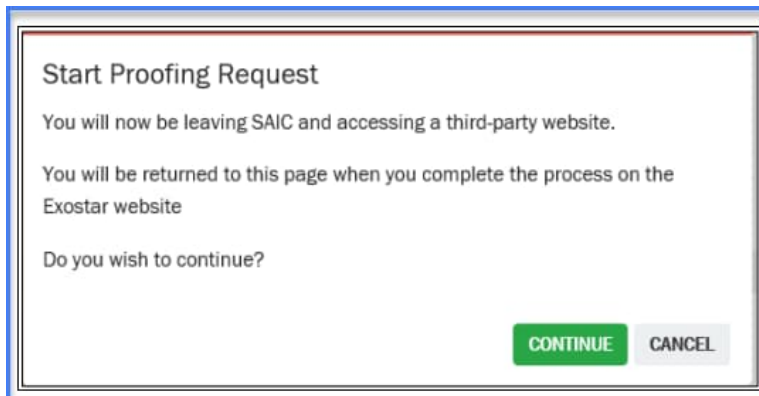 Start Proofing Request
You will now be leaving SAIC and accessing a third-party website.
You will be returned to this page when you complete the process on the
Exostar website
Do you wish to continue?
CONTINUE CANCEL